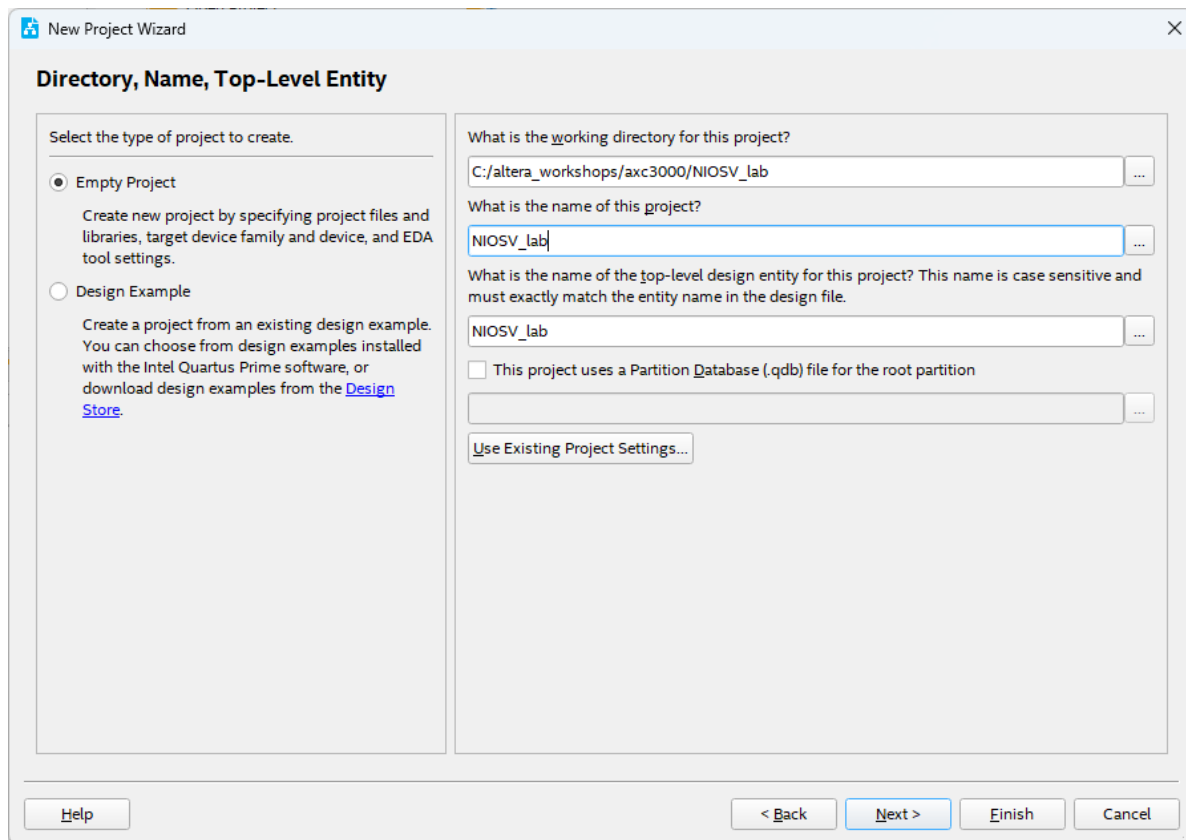 New Project Wizard
Directory, Name, Top-Level Entity
Select the type of project to create.
Empty Project
Create new project by specifying project files and
libraries, target device family and device, and EDA
tool settings.
Design Example
Create a project from an existing design example.
You can choose from design examples installed
with the Intel Quartus Prime software, or
download design examples from the Design
Store.
What is the working directory for this project?
C:/altera_workshops/axc3000/NIOSV_lab
...
What is the name of this project?
NIOSV_lab
...
What is the name of the top-level design entity for this project? This name is case sensitive and
must exactly match the entity name in the design file.
NIOSV_lab
...
This project uses a Partition Database (.qdb) file for the root partition
...
Use Existing Project Settings...
Help
< Back
Next >
Finish
Cancel